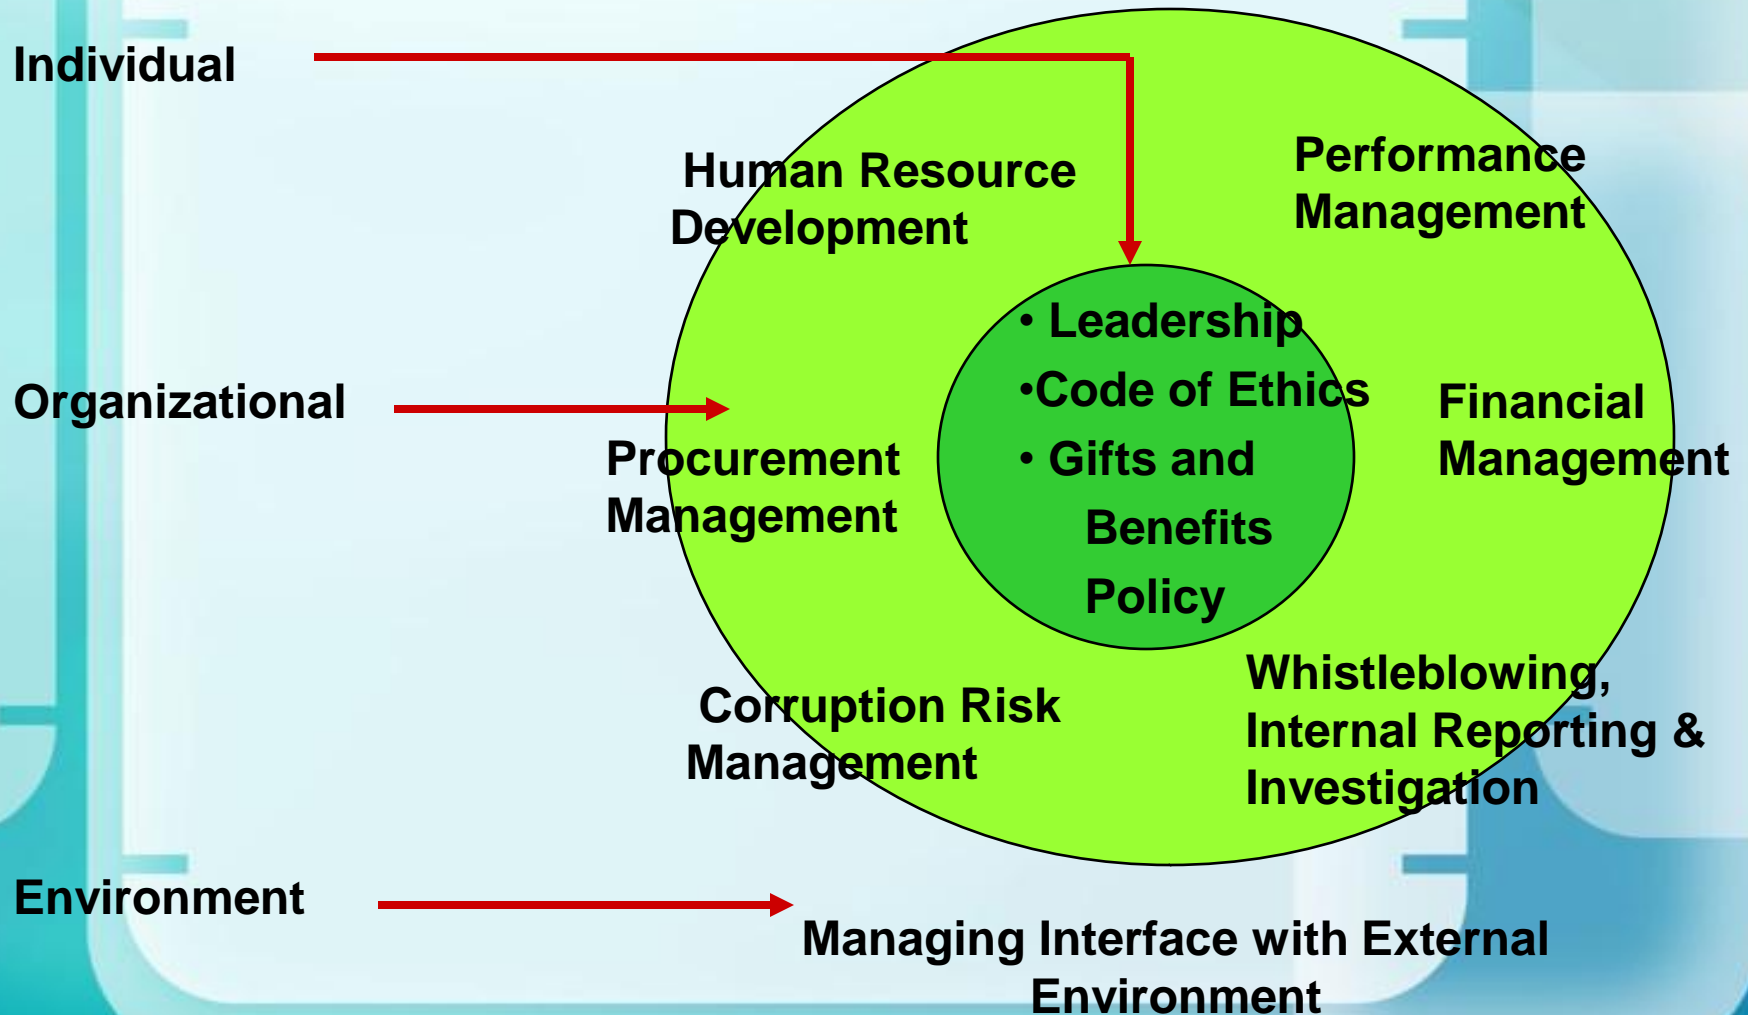 Individual
Human Resource
Development
Performance
Management
• Leadership
•Code of Ethics
• Gifts and
Benefits
Policy
Organizational
Procurement
Management
Financial
Management
Corruption Risk
Management
Whistleblowing,
Internal Reporting &
Investigation
Environment
Managing Interface with External
Environment